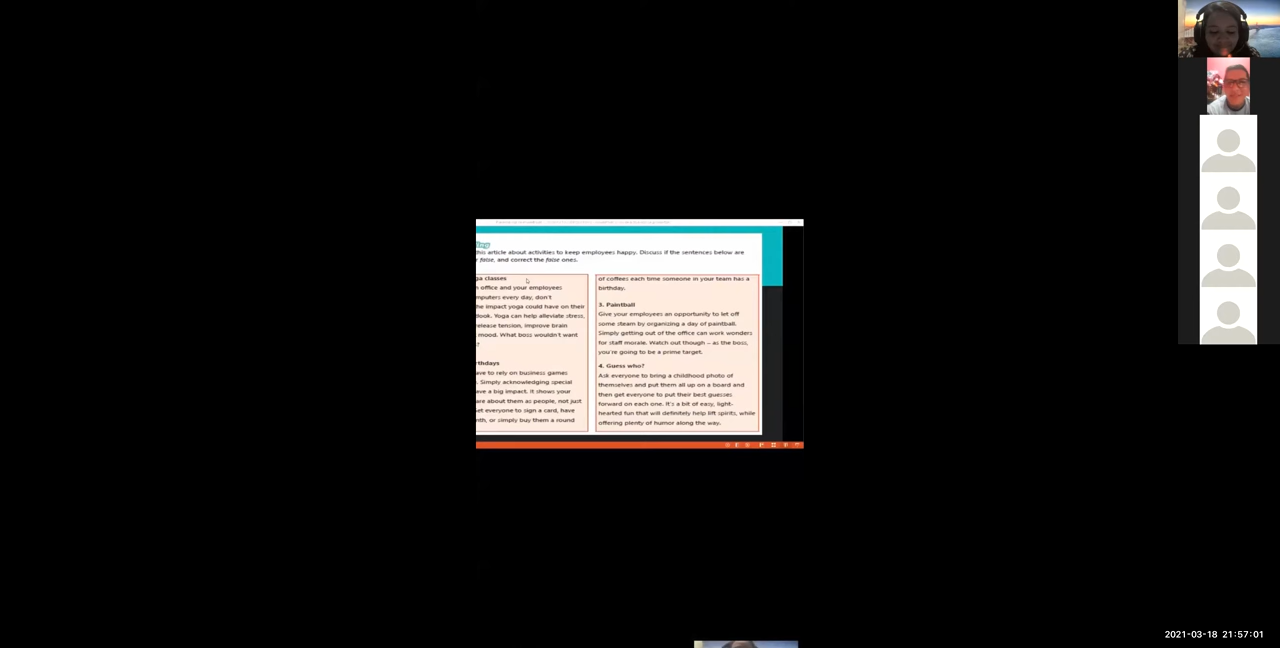 ing
this article about activities to keep employees happy. Discuss if the sentences below are
r false, and correct the false ones.
ga classes
n office and your employees
mputers every day, don't
he impact yoga could have on their
look. Yoga can help alleviate stress,
release tension, improve brain
mood. What boss wouldn't want
?
rthdays
ave to rely on business games
. Simply acknowledging special
ave a big impact. It shows your
are about them as people, not just
et everyone to sign a card, have
nth, or simply buy them a round
of coffees each time someone in your team has a
birthday.
3. Paintball
Give your employees an opportunity to let off
some steam by organizing a day of paintball.
Simply getting out of the office can work wonders
for staff morale. Watch out though – as the boss,
you're going to be a prime target.
4. Guess who?
Ask everyone to bring a childhood photo of
themselves and put them all up on a board and
then get everyone to put their best guesses
forward on each one. It's a bit of easy, light-
hearted fun that will definitely help lift spirits, while
offering plenty of humor along the way.
2021-03-18 21:57:01